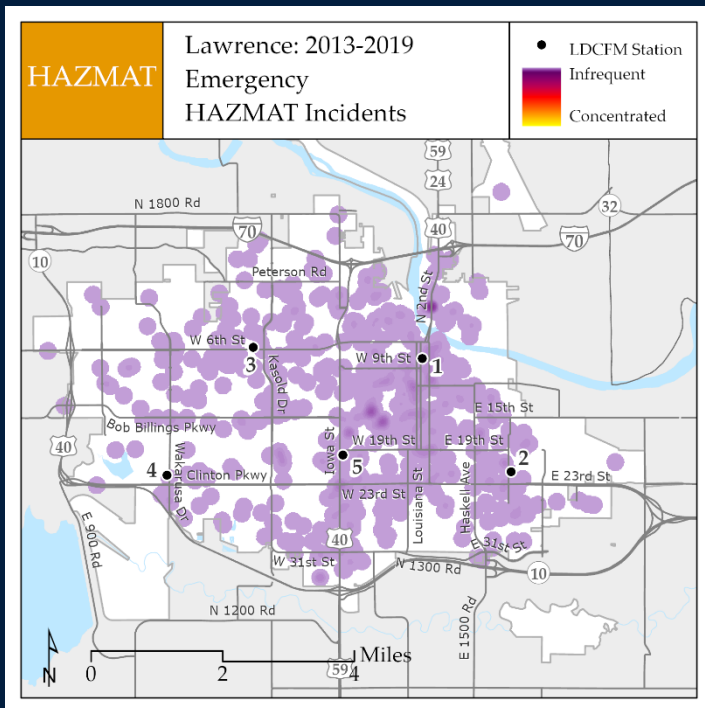 HAZMAT
Lawrence: 2013-2019
Emergency
HAZMAT Incidents
LDCFM Station
Infrequent
Concentrated
59
24
32
N 1800 Rd
40
70
70
10
Peterson Rd
N 2nd St
W 6th St
W 9th St
3
1
Kasold Dr
E 15th St
Bob Billings Pkwy
W 19th St
E 19th St
40
Iowa St
5
2
4
Wakarusa Dr
Clinton Pkwy
E 23rd St
W 23rd St
Louisiana St
Haskell Ave
E 900 Rd
40
E 31st St
W 31st St
N 1300 Rd
10
N 1200 Rd
E 1500 Rd
Miles
N
0
2
4
59